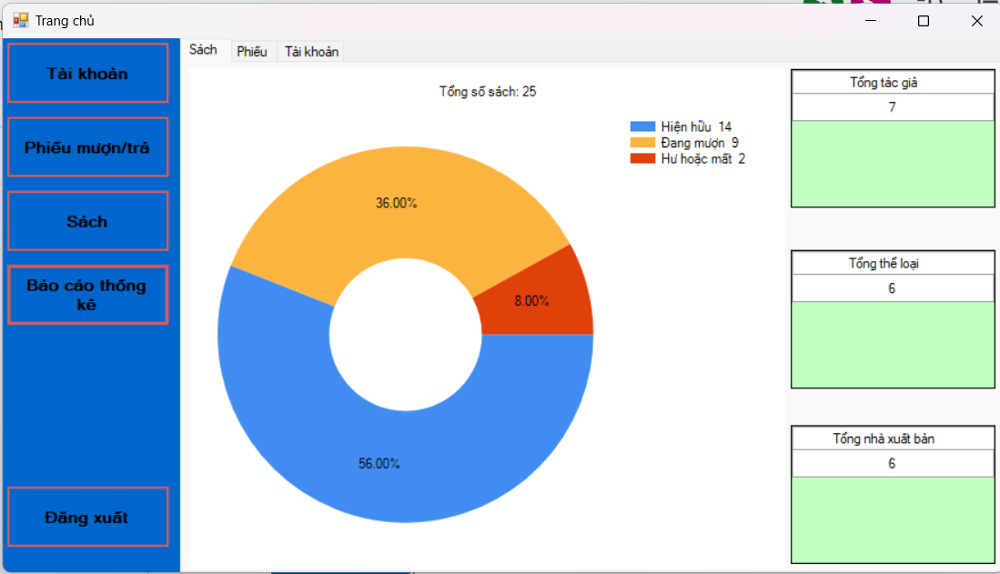 Trang chủ
Tài khoản
Phiếu mượn/trả
Sách
Báo cáo thống
kê
Đăng xuất
Sách
Phiếu
Tài khoản
Tổng số sách: 25
Hiện hữu 14
Đang mượn 9
Hư hoặc mất 2
36.00%
8.00%
56.00%
Tổng tác giả
7
Tổng thể loại
6
Tổng nhà xuất bản
6